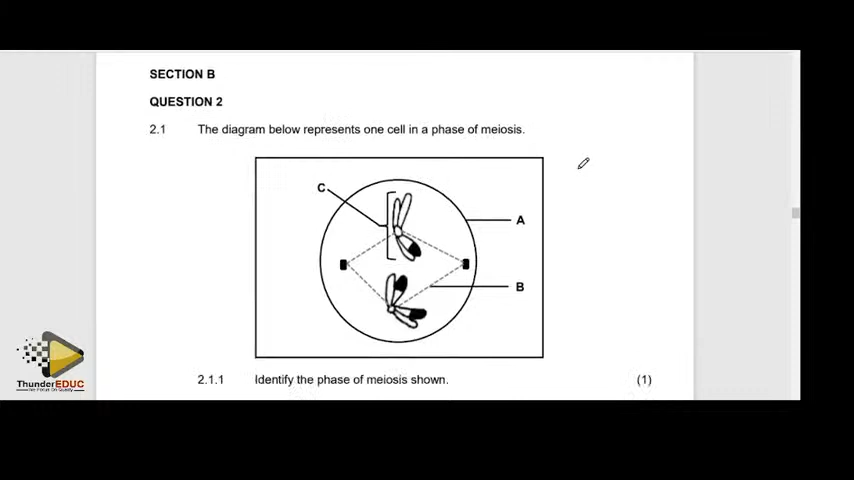 SECTION B
QUESTION 2
2.1 The diagram below represents one cell in a phase of meiosis.
C
A
B
ThunderEDUC
2.1.1 Identify the phase of meiosis shown. (1)